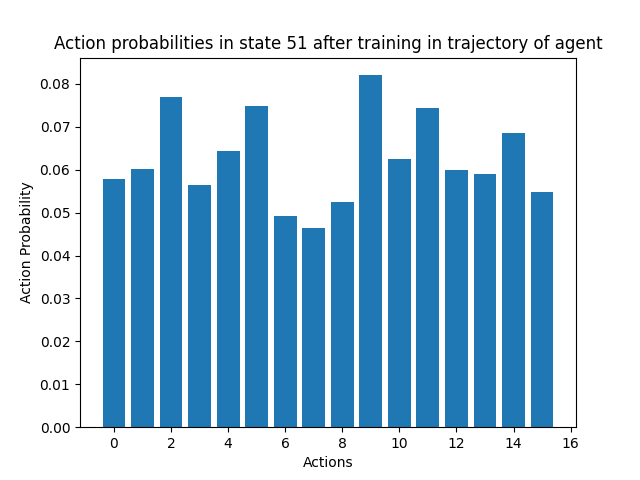 Action probabilities in state 51 after training in trajectory of agent
0.08
0.07
0.06
0.05
0.04
0.03
0.02
0.01
0.00
Action Probability
0 2 4 6 8 10 12 14 16
Actions